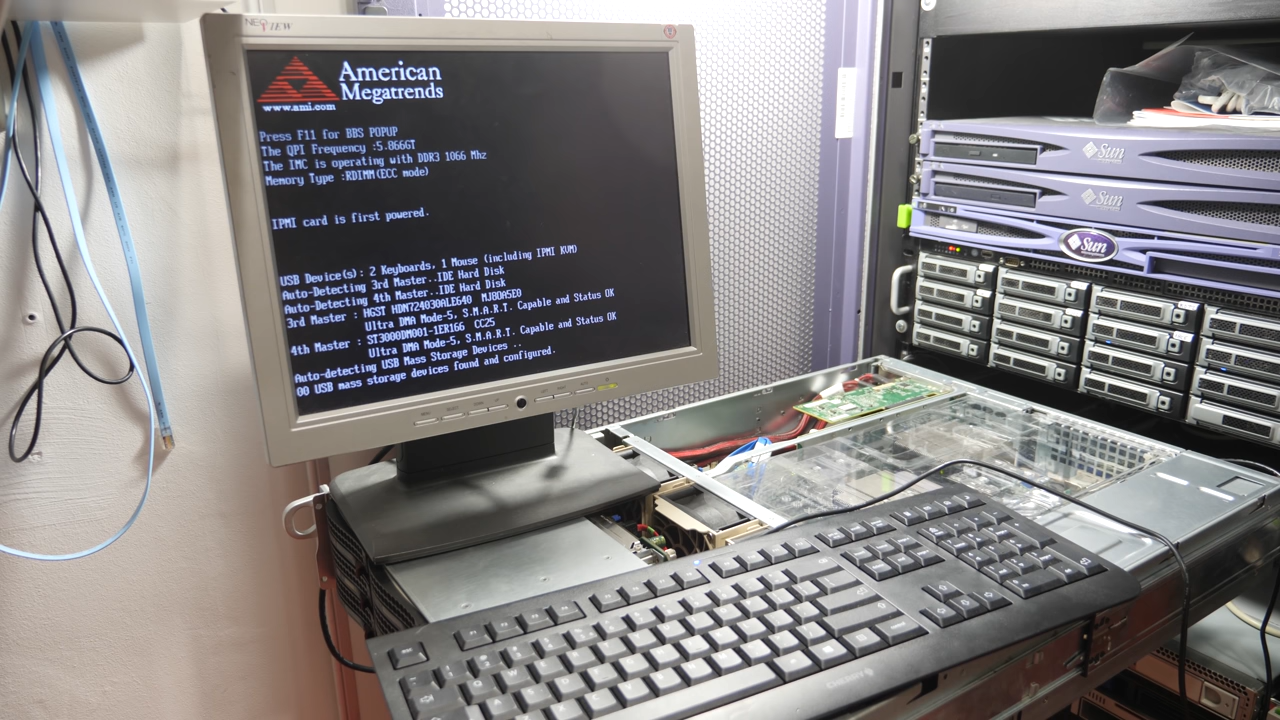 NEOVIEW
American
Megatrends
www.ami.com
Press F11 for BBS POPUP
The QPI Frequency :5.866GT
The IMC is operating with DDR3 1066 Mhz
Memory Type :RDIMM(ECC mode)
IPMI card is first powered.
USB Device(s): 2 Keyboards, 1 Mouse (including IPMI KVM)
Auto-Detecting 3rd Master..IDE Hard Disk
Auto-Detecting 4th Master..IDE Hard Disk
3rd Master : HGST HDN724030ALE640 MJ8OA5E0
Ultra DMA Mode-5, S.M.A.R.T. Capable and Status OK
4th Master : ST3000DM001-1ER166 CC25
Ultra DMA Mode-5, S.M.A.R.T. Capable and Status OK
Auto-detecting USB Mass Storage Devices ..
00 USB mass storage devices found and configured.
Sun
Sun
Sun
CHERRY